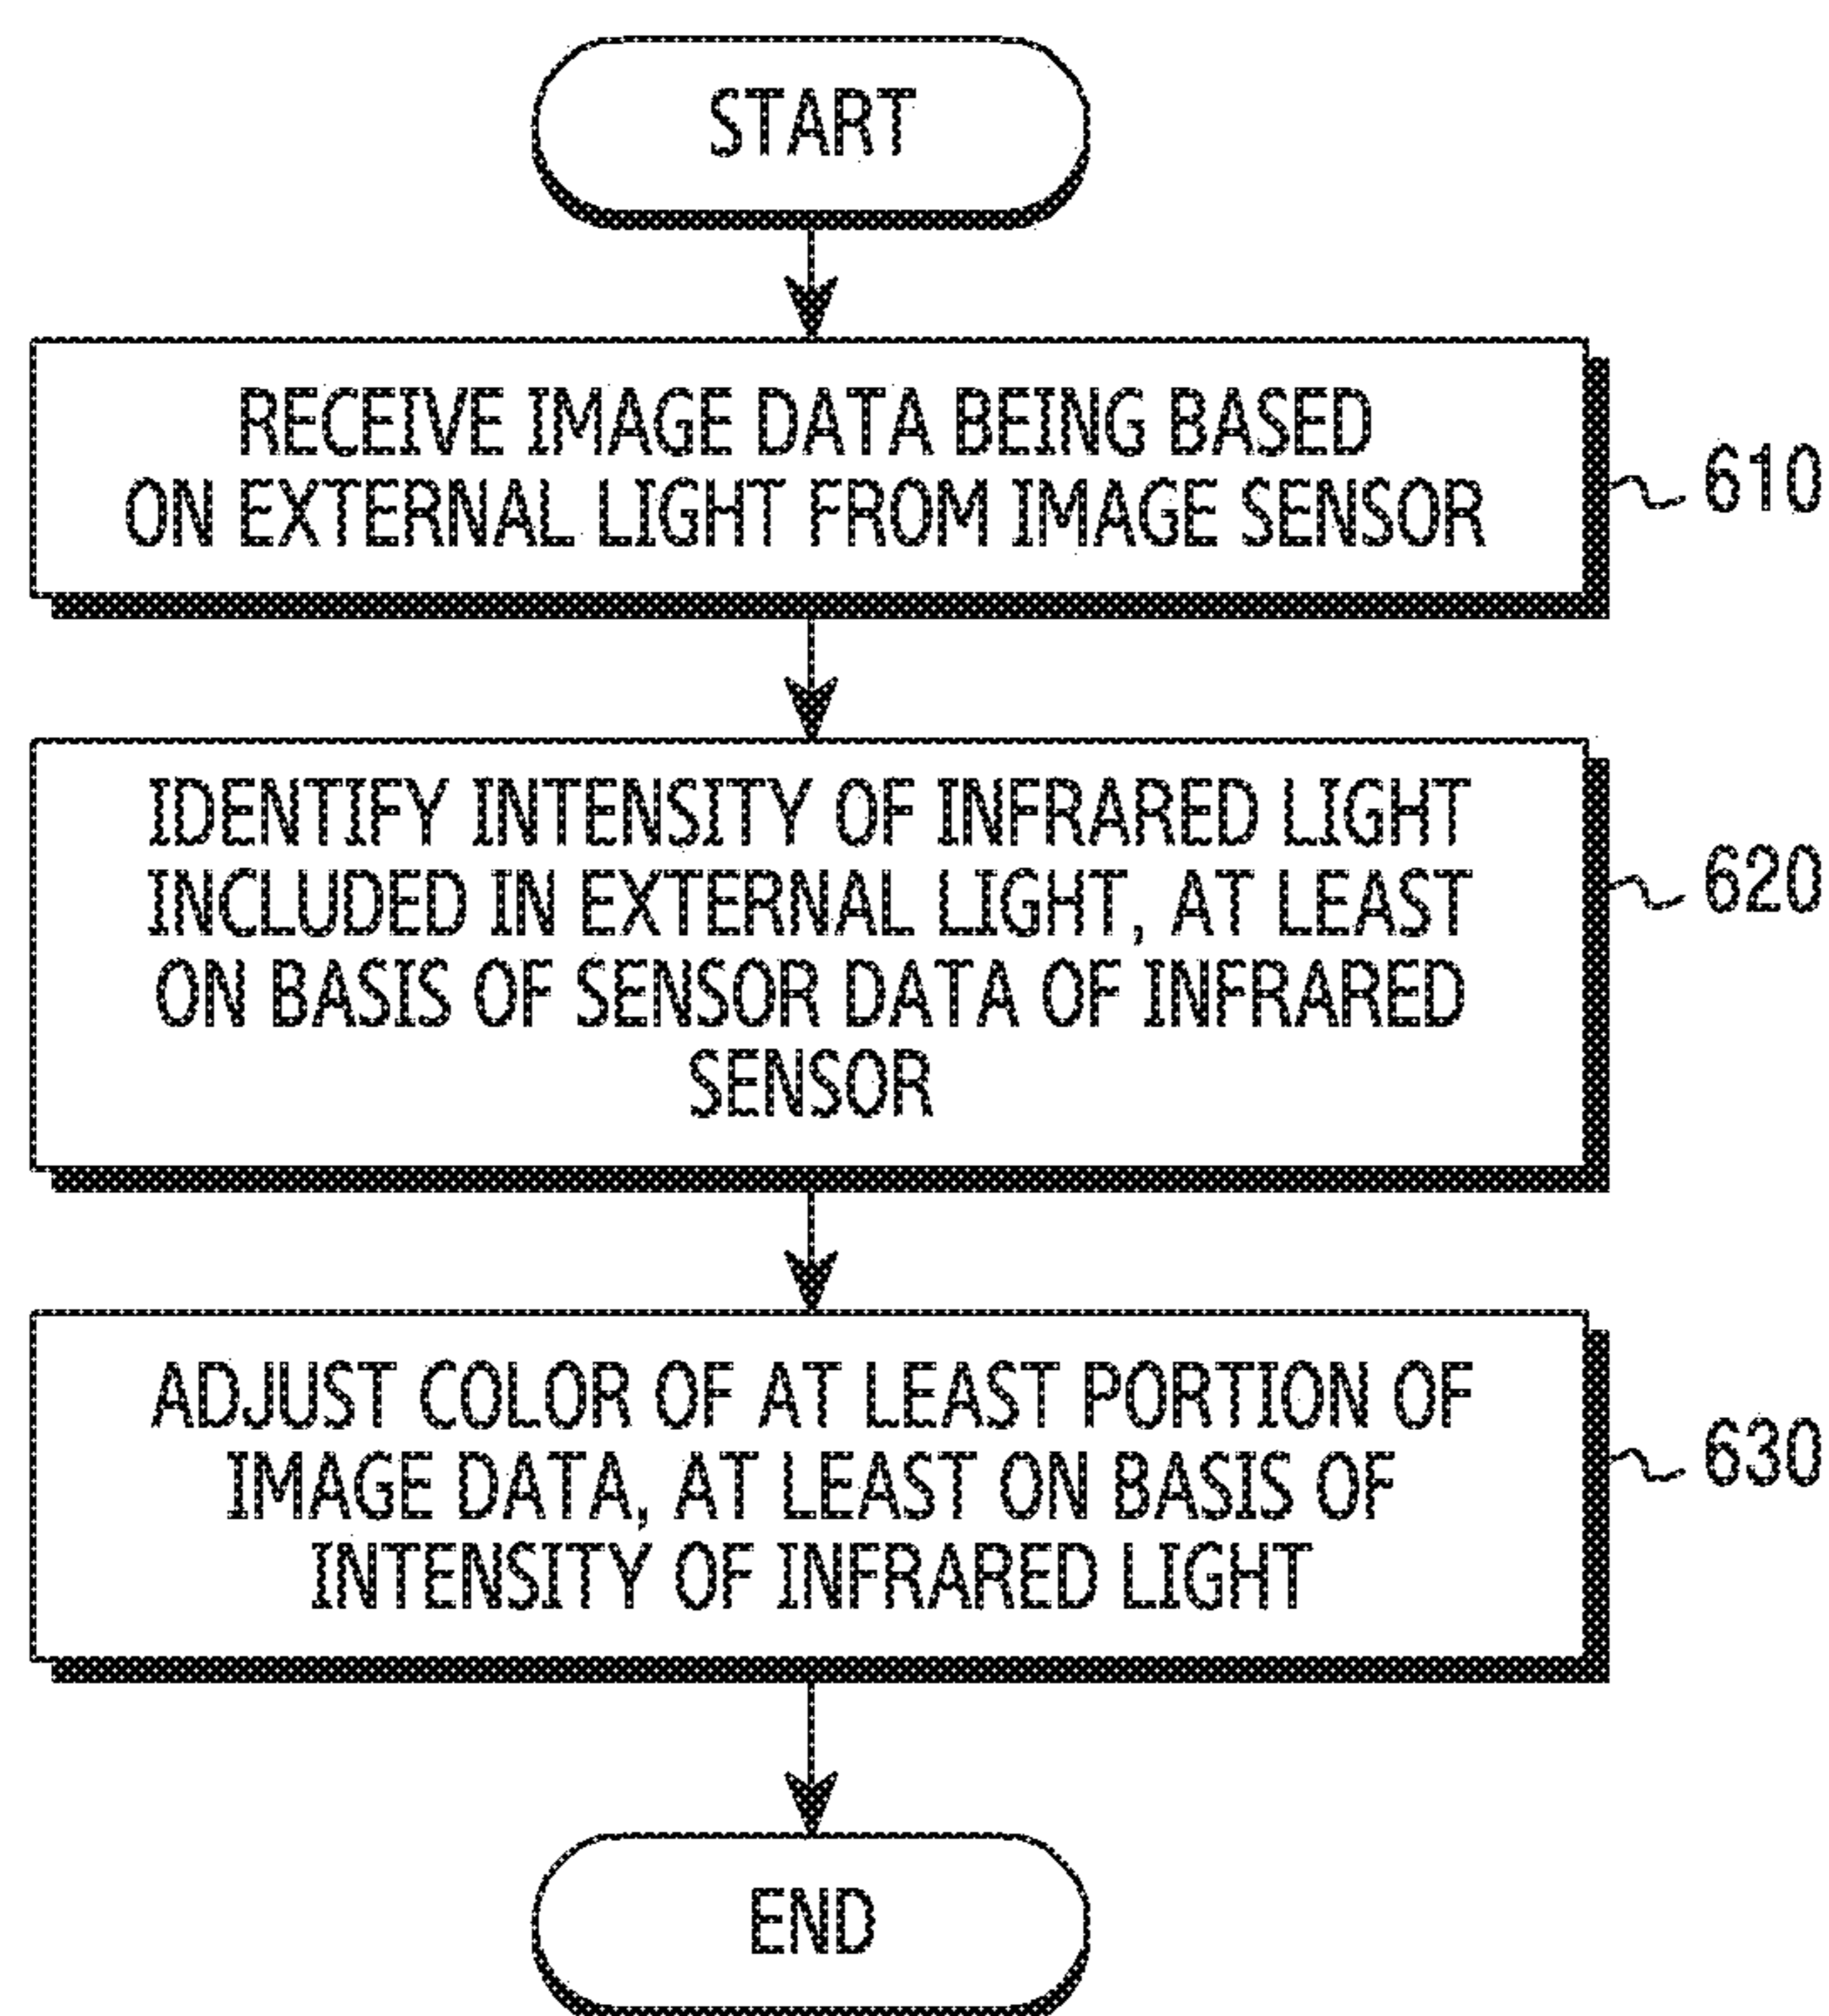 START
RECEIVE IMAGE DATA BEING BASED
ON EXTERNAL LIGHT FROM IMAGE SENSOR
610
IDENTIFY INTENSITY OF INFRARED LIGHT
INCLUDED IN EXTERNAL LIGHT, AT LEAST
ON BASIS OF SENSOR DATA OF INFRARED
SENSOR
620
ADJUST COLOR OF AT LEAST PORTION OF
IMAGE DATA, AT LEAST ON BASIS OF
INTENSITY OF INFRARED LIGHT
630
END